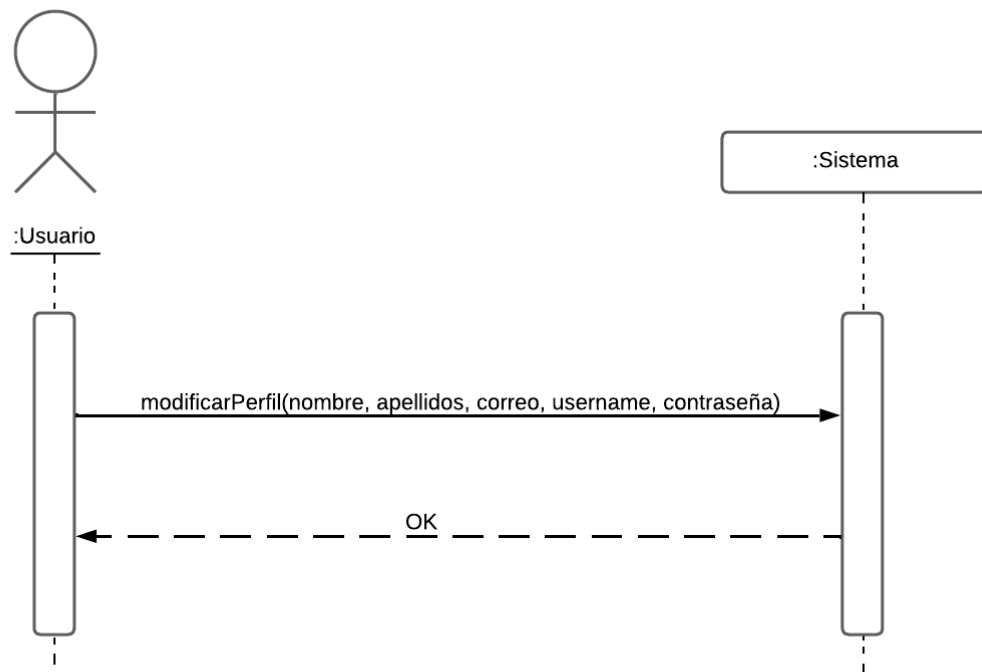 :Sistema
:Usuario
modificarPerfil(nombre, apellidos, correo, username, contraseña)
OK